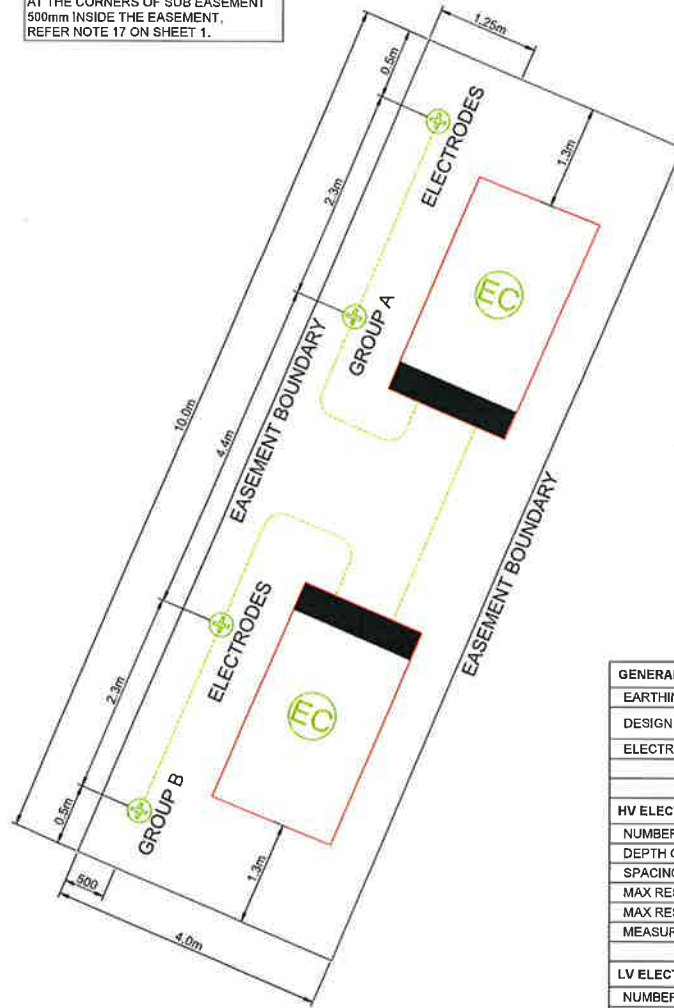 AT THE CORNERS OF SUB EASEMENT
500mm INSIDE THE EASEMENT,
REFER NOTE 17 ON SHEET 1.
1.25m
0.5m
ELECTRODES
1.3m
2.3m
EC
GROUP A
EASEMENT BOUNDARY
10.0m
4.4m
EASEMENT BOUNDARY
ELECTRODES
2.3m
EC
GROUP B
0.5m
1.3m
500
4.0m
GENERAL
EARTHIN
DESIGN
ELECTR
HV ELECT
NUMBER
DEPTH O
SPACING
MAX RES
MAX RES
MEASUR
LV ELECT
NUMBER